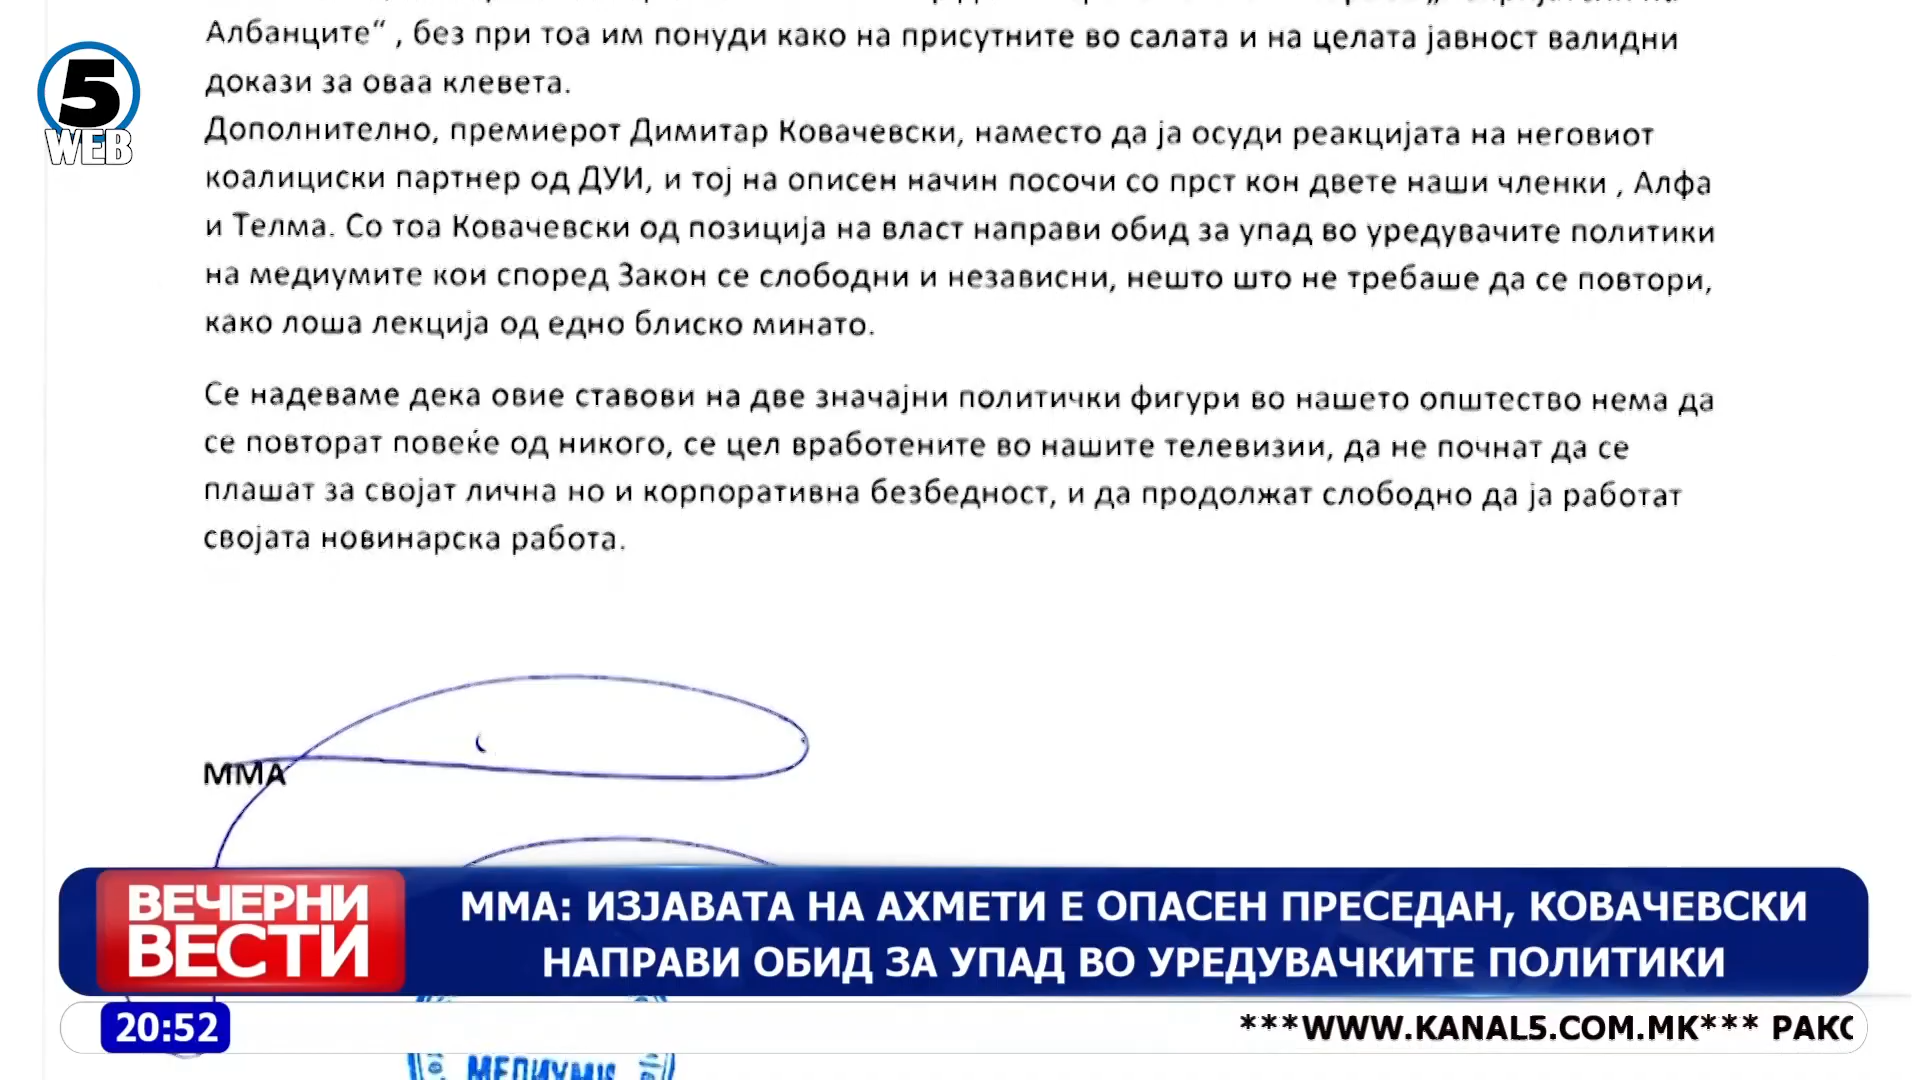 Албанците“ , без при тоа им понуди како на присутните во салата и на целата јавност валидни
докази за оваа клевета.
Дополнително, премиерот Димитар Ковачевски, наместо да ја осуди реакцијата на неговиот
коалициски партнер од ДУИ, и тој на описен начин посочи со прст кон двете наши членки , Алфа
и Телма. Со тоа Ковачевски од позиција на власт направи обид за упад во уредувачите политики
на медиумите кои според Закон се слободни и независни, нешто што не требаше да се повтори,
како лоша лекција од едно блиско минато.
Се надеваме дека овие ставови на две значајни политички фигури во нашето општество нема да
се повторат повеќе од никого, се цел вработените во нашите телевизии, да не почнат да се
плашат за својат лична но и корпоративна безбедност, и да продолжат слободно да ја работат
својата новинарска работа.
ММА
5
WEB
ВЕЧЕРНИ
ВЕСТИ
ММА: ИЗЈАВАТА НА АХМЕТИ Е ОПАСЕН ПРЕСЕДАН, КОВАЧЕВСКИ
НАПРАВИ ОБИД ЗА УПАД ВО УРЕДУВАЧКИТЕ ПОЛИТИКИ
20:52
***WWW.KANAL5.COM.MK***